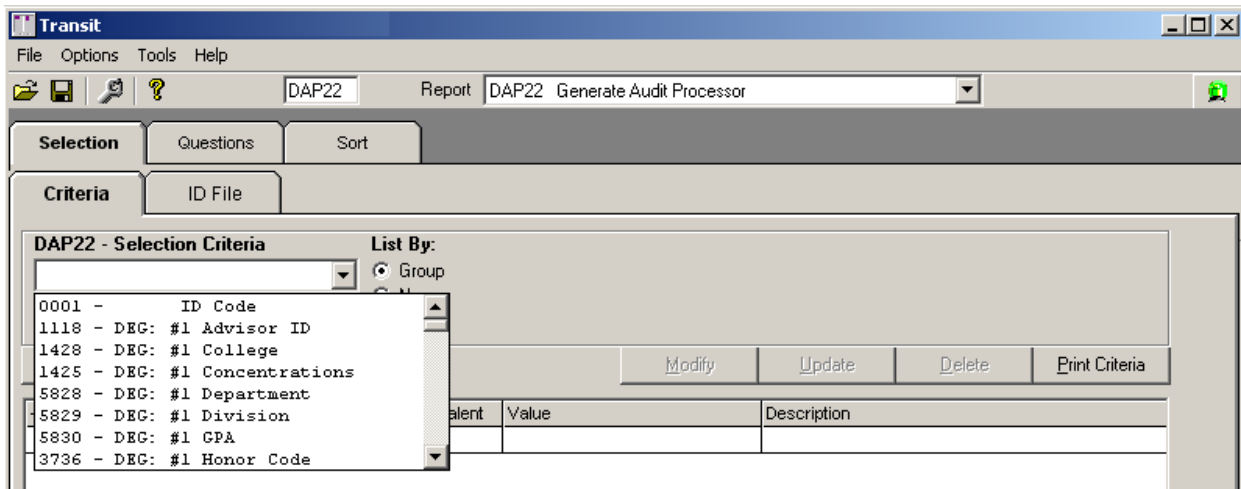 Transit
File Options Tools Help
DAP22 Report DAP22 Generate Audit Processor
Selection Questions Sort
Criteria ID File
DAP22 - Selection Criteria List By:
Group
0001 - ID Code
1118 - DEG: #1 Advisor ID
1428 - DEG: #1 College
1425 - DEG: #1 Concentrations
5828 - DEG: #1 Department
5829 - DEG: #1 Division
5830 - DEG: #1 GPA
3736 - DEG: #1 Honor Code
Modify Update Delete Print Criteria
alent Value Description